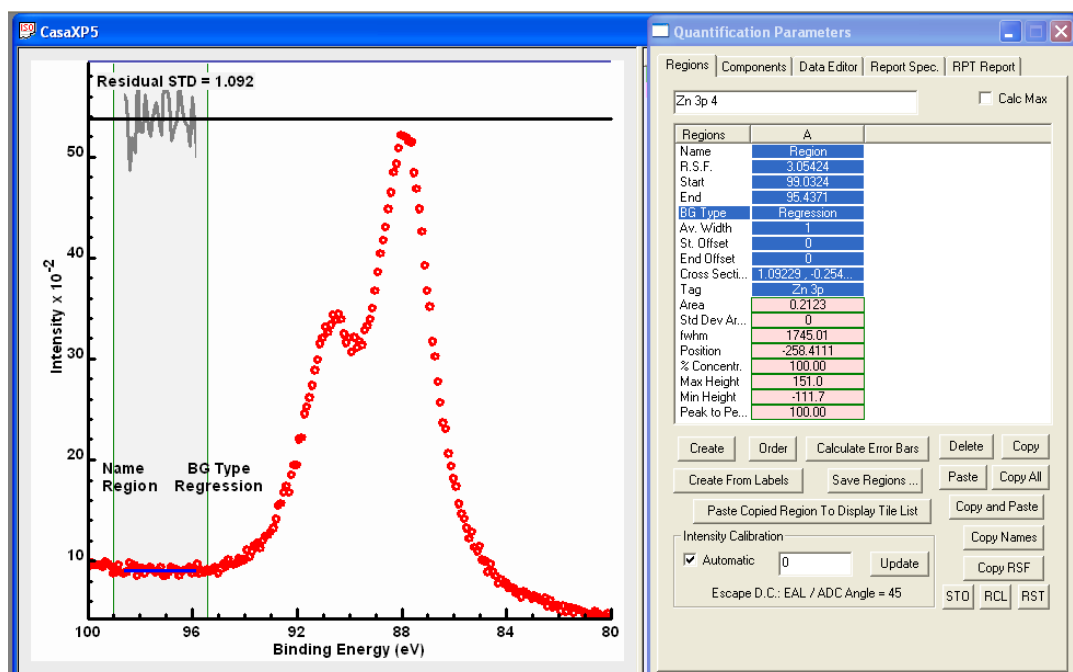 CasaXP5
Residual STD = 1.092
50
40
30
20
10
Intensity x 10⁻²
Name
Region
BG Type
Regression
100
96
92
88
84
80
Binding Energy (eV)
Quantification Parameters
Regions
Components
Data Editor
Report Spec.
RPT Report
Zn 3p 4
Calc Max
Regions A
Name Region
R.S.F. 3.05424
Start 99.0324
End 95.4371
BG Type Regression
Av. Width 1
St. Offset 0
End Offset 0
Cross Secti... 1.09229 , -0.254...
Tag Zn 3p
Area 0.2123
Std Dev Ar... 0
fwhm 1745.01
Position -258.4111
% Concentr. 100.00
Max Height 151.0
Min Height -111.7
Peak to Pe... 100.00
Create
Order
Calculate Error Bars
Delete
Copy
Create From Labels
Save Regions ...
Paste
Copy All
Paste Copied Region To Display Tile List
Copy and Paste
Intensity Calibration
Copy Names
Automatic
0
Update
Copy RSF
Escape D.C.: EAL / ADC Angle = 45
STO
RCL
RST